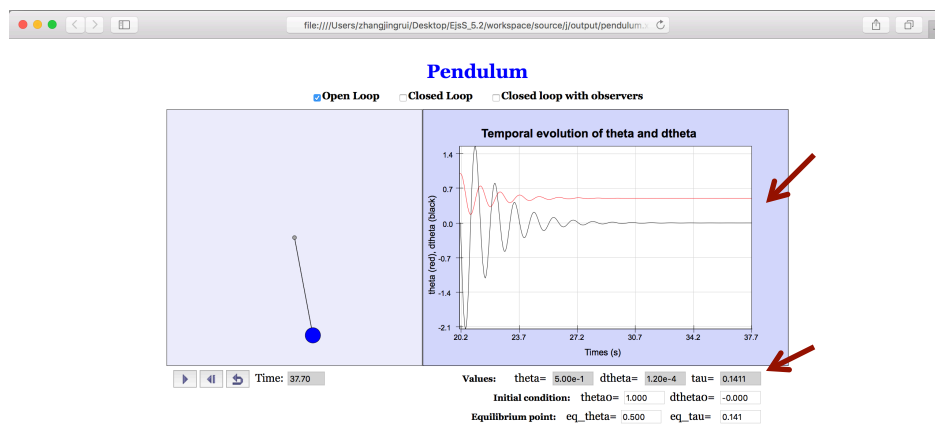 file:////Users/zhangjingrui/Desktop/EjsS_5.2/workspace/source/j/output/pendulum.
Pendulum
Open Loop Closed Loop Closed loop with observers
Temporal evolution of theta and dtheta
theta (red), dtheta (black)
1.4
0.7
0.0
-0.7
-1.4
-2.1
20.2 23.7 27.2 30.7 34.2 37.7
Times (s)
Time: 37.70
Values: theta= 5.00e-1 dtheta= 1.20e-4 tau= 0.1411
Initial condition: theta0= 1.000 dtheta0= -0.000
Equilibrium point: eq_theta= 0.500 eq_tau= 0.141